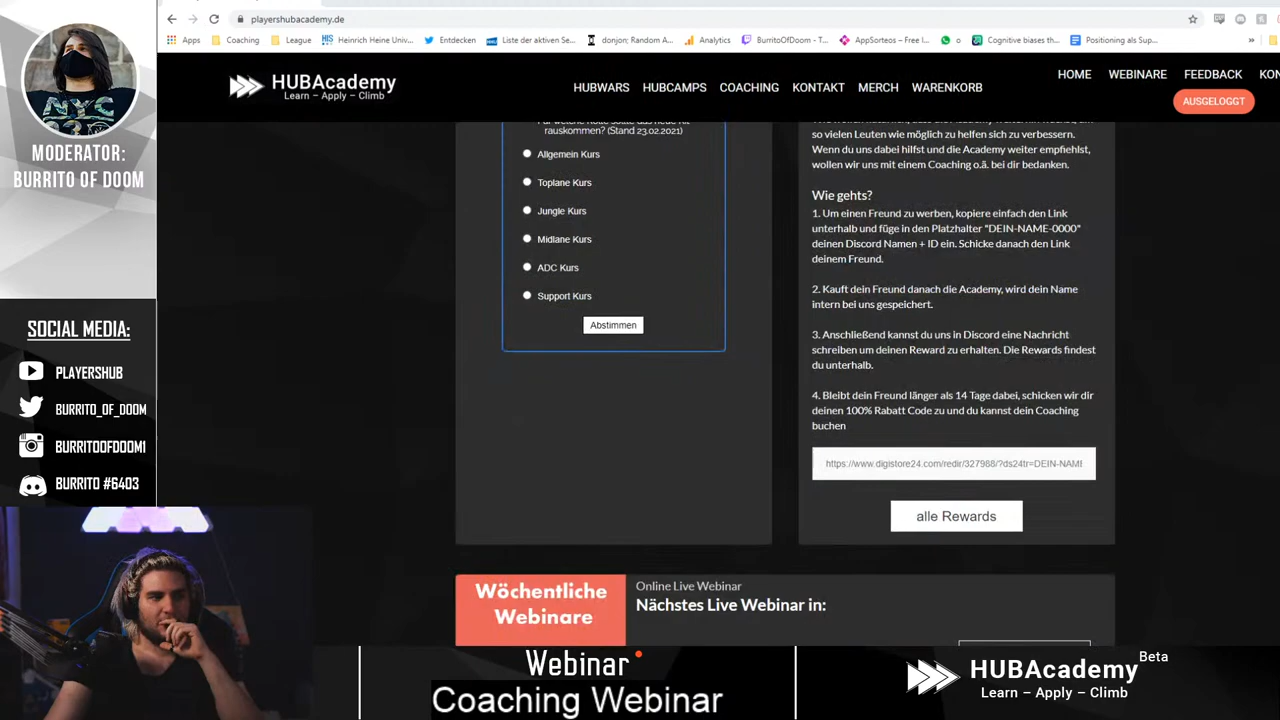 playershubacademy.de
Apps
Coaching
League
Heinrich Heine Univ...
Entdecken
Liste der aktiven Se...
donjon; Random A...
Analytics
BurritoOfDoom - T...
AppSorteos – Free I...
o
Cognitive biases th...
Positioning als Sup...
»
HUBAcademy
Learn – Apply – Climb
HUBWARS
HUBCAMPS
COACHING
KONTAKT
MERCH
WARENKORB
HOME
WEBINARE
FEEDBACK
KON
AUSGELOGGT
NYC
MODERATOR:
BURRITO OF DOOM
SOCIAL MEDIA:
PLAYERSHUB
BURRITO_OF_DOOM
BURRITOOFDOOM1
BURRITO #6403
rauskommen? (Stand 23.02.2021)
Allgemein Kurs
Toplane Kurs
Jungle Kurs
Midlane Kurs
ADC Kurs
Support Kurs
Abstimmen
so vielen Leuten wie möglich zu helfen sich zu verbessern.
Wenn du uns dabei hilfst und die Academy weiter empfiehlst,
wollen wir uns mit einem Coaching o.ä. bei dir bedanken.
Wie gehts?
1. Um einen Freund zu werben, kopiere einfach den Link
unterhalb und füge in den Platzhalter "DEIN-NAME-0000"
deinen Discord Namen + ID ein. Schicke danach den Link
deinem Freund.
2. Kauft dein Freund danach die Academy, wird dein Name
intern bei uns gespeichert.
3. Anschließend kannst du uns in Discord eine Nachricht
schreiben um deinen Reward zu erhalten. Die Rewards findest
du unterhalb.
4. Bleibt dein Freund länger als 14 Tage dabei, schicken wir dir
deinen 100% Rabatt Code zu und du kannst dein Coaching
buchen
https://www.digistore24.com/redir/327988/?ds24tr=DEIN-NAME
alle Rewards
Wöchentliche
Webinare
Online Live Webinar
Nächstes Live Webinar in:
Webinar
Coaching Webinar
HUBAcademy
Beta
Learn – Apply – Climb